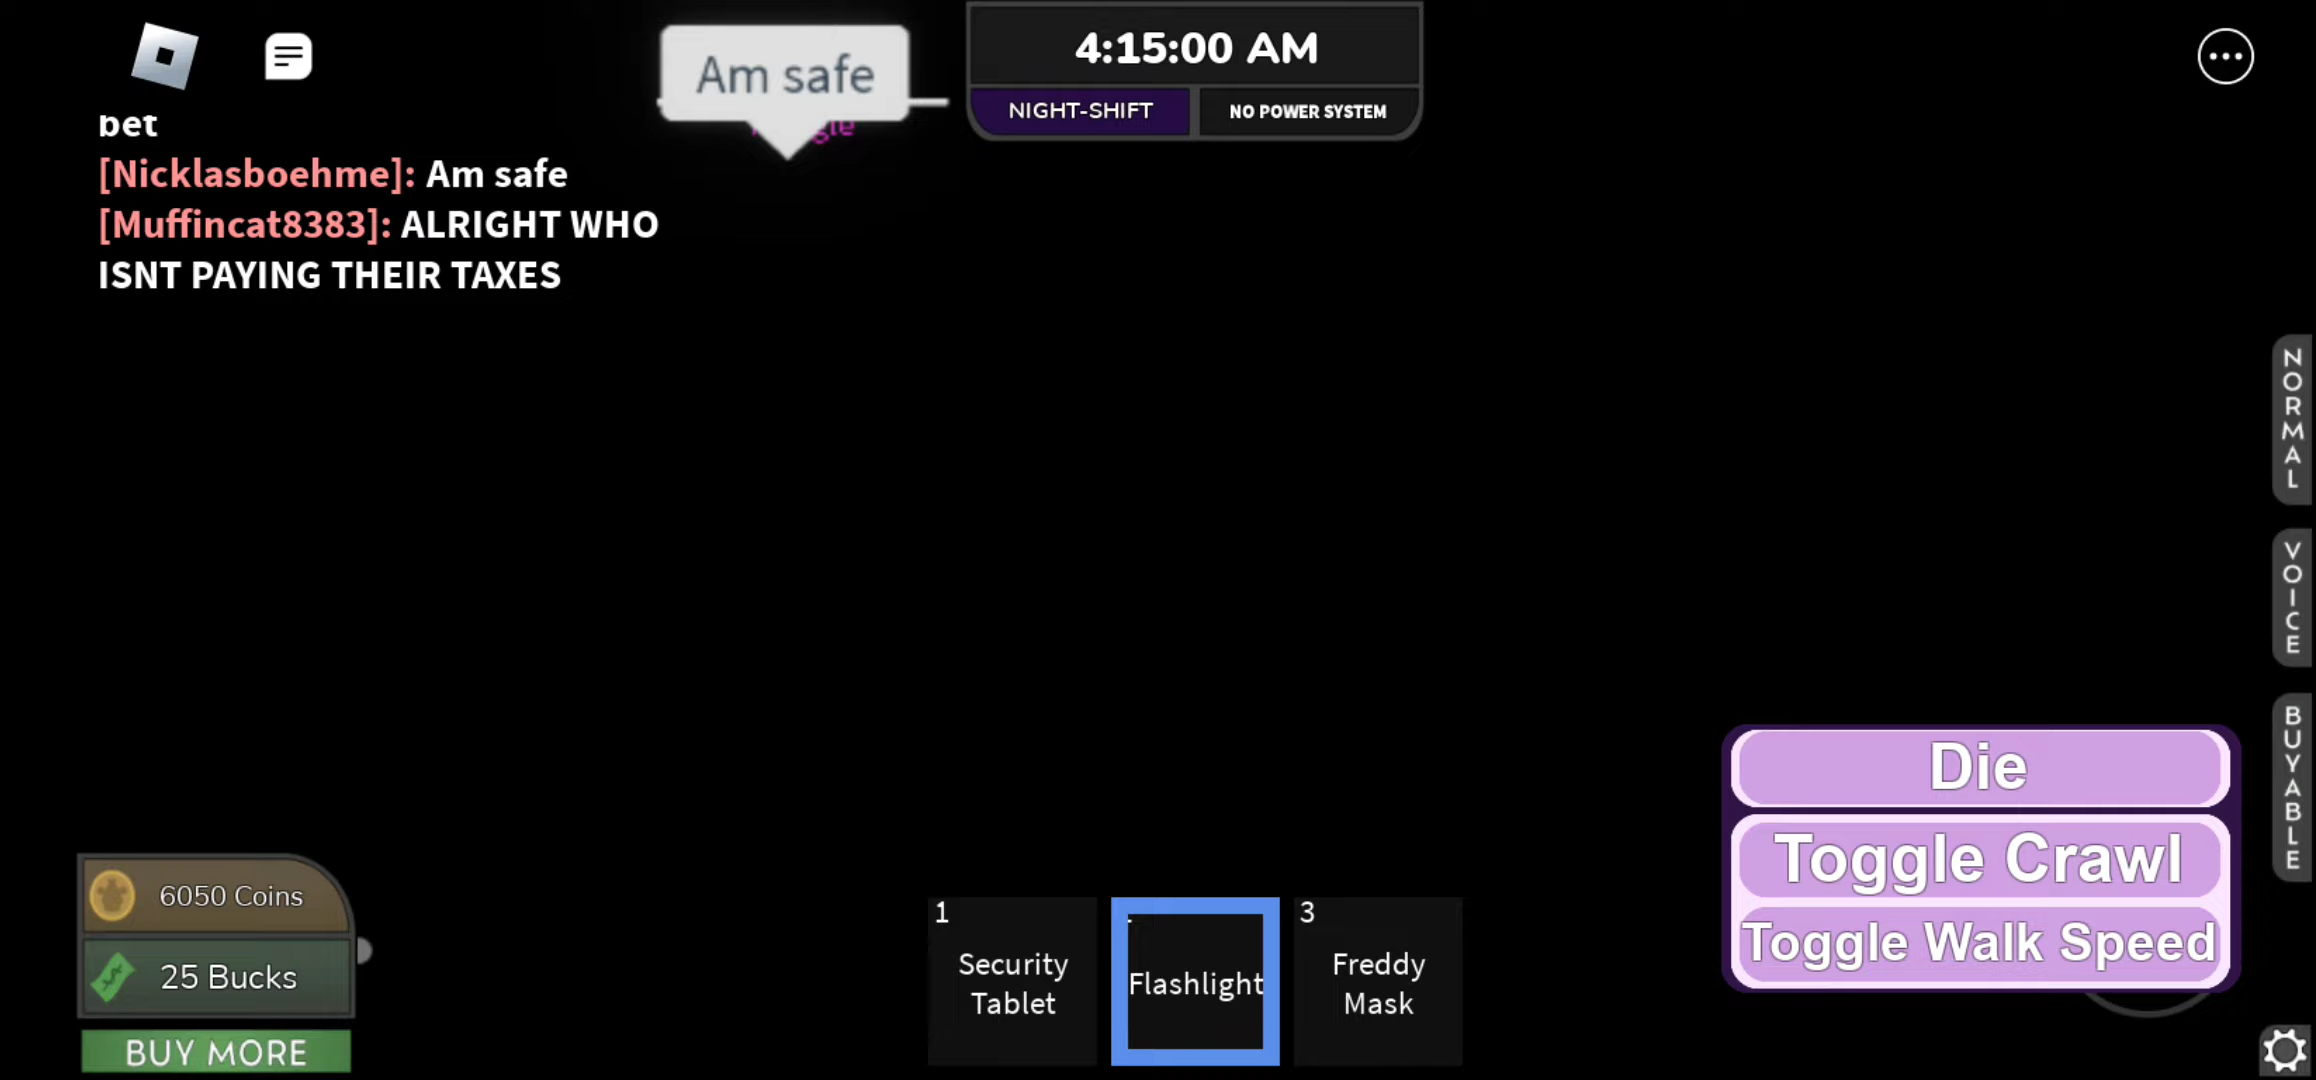 Am safe
4:15:00 AM
NIGHT-SHIFT
NO POWER SYSTEM
bet
[Nicklasboehme]: Am safe
[Muffincat8383]: ALRIGHT WHO
ISNT PAYING THEIR TAXES
NORMAL
VOICE
BUYABLE
Die
Toggle Crawl
Toggle Walk Speed
6050 Coins
25 Bucks
BUY MORE
1
Security
Tablet
Flashlight
3
Freddy
Mask